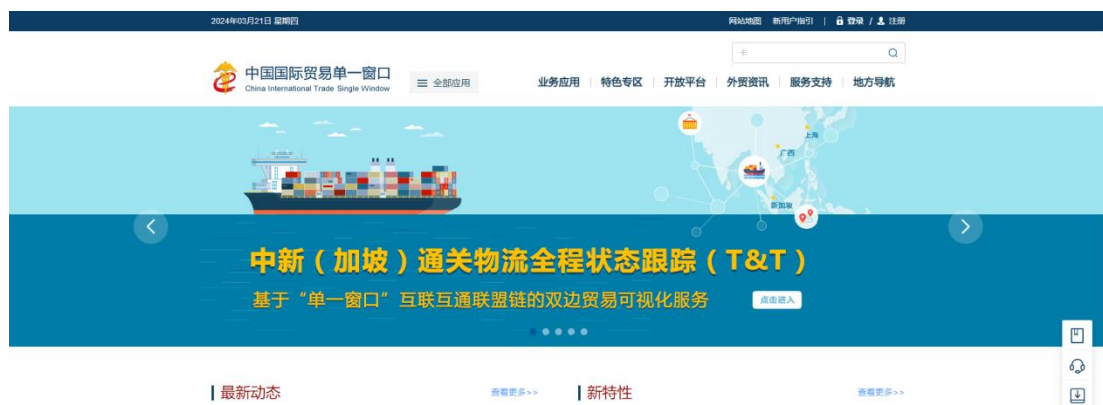 2024年03月21日 星期四
网站地图 新用户指引 | 登录 / 注册
卡
中国国际贸易单一窗口
China International Trade Single Window
全部应用
业务应用 特色专区 开放平台 外贸资讯 服务支持 地方导航
上海
广西
新加坡
中新（加坡）通关物流全程状态跟踪（T&T）
基于“单一窗口”互联互通联盟链的双边贸易可视化服务
点击进入
最新动态 查看更多>> 新特性 查看更多>>